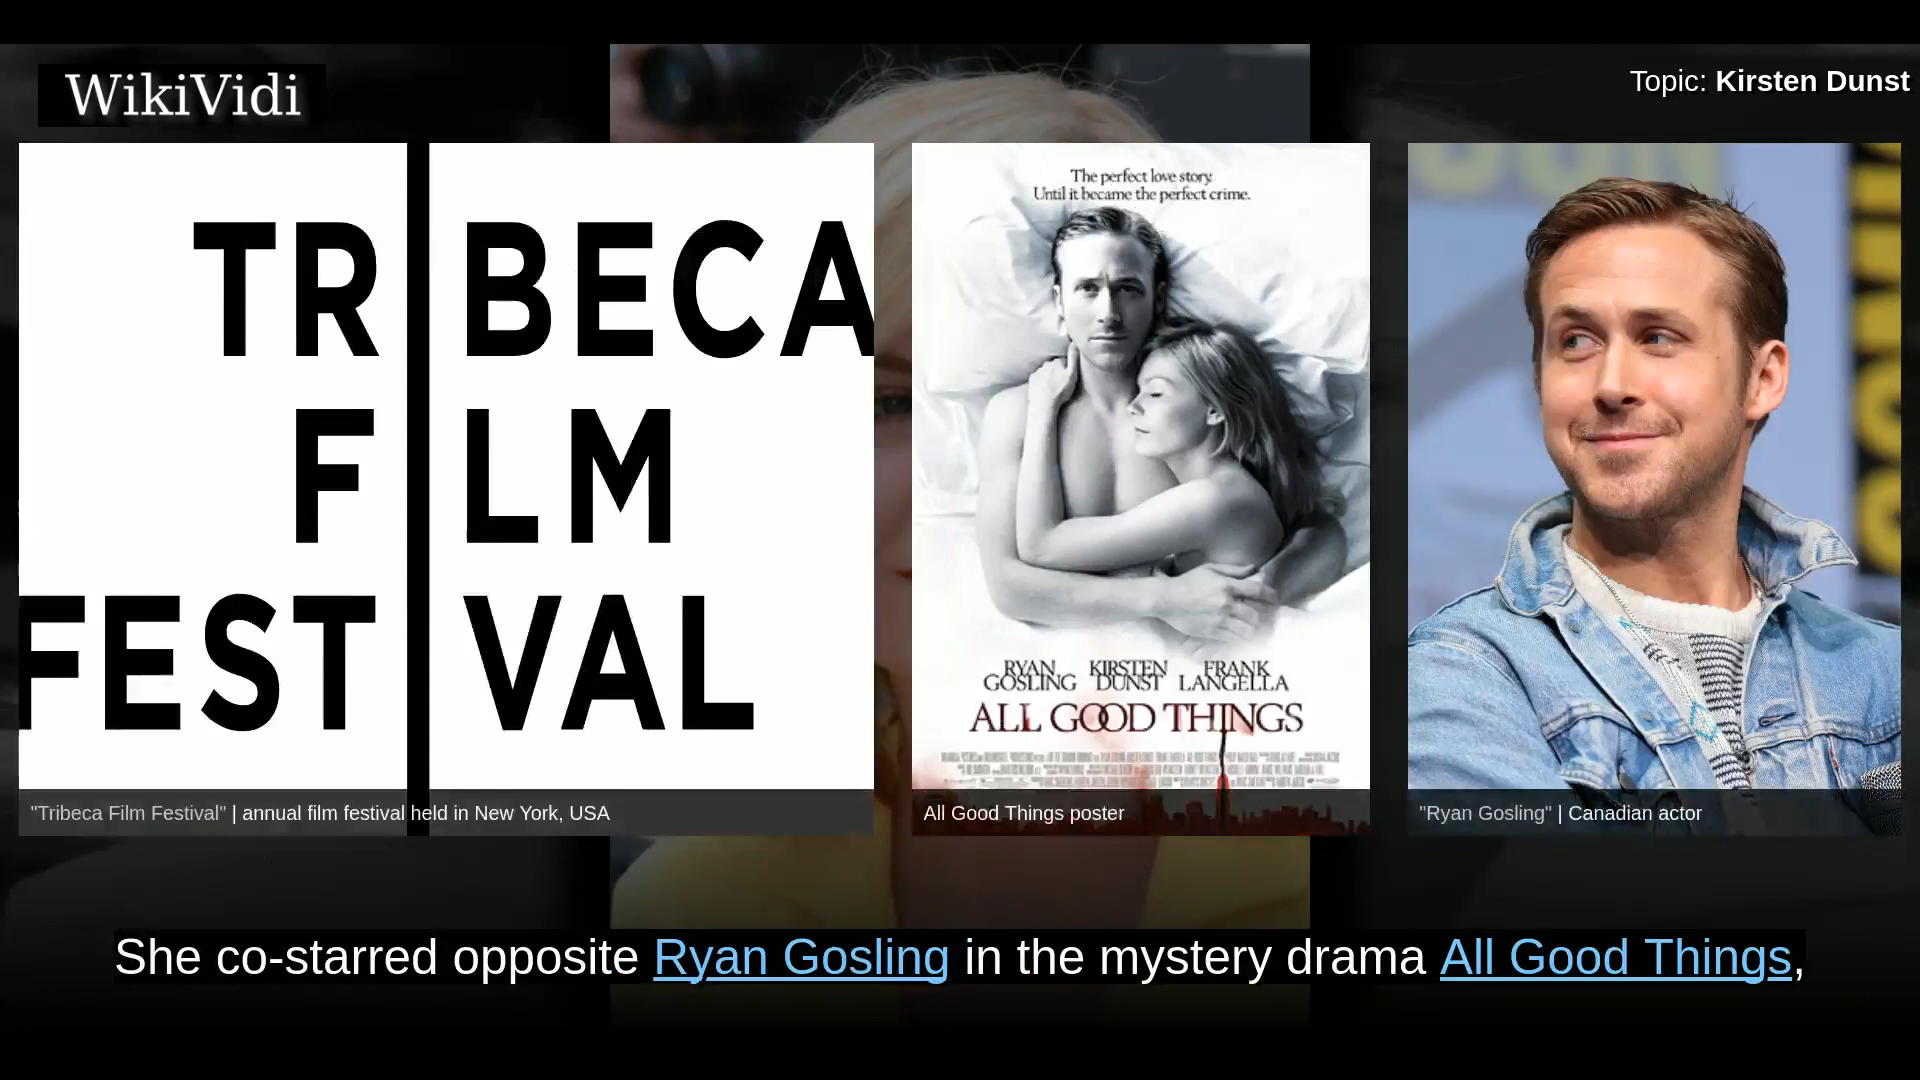 WikiVidi
Topic: Kirsten Dunst
TR BECA
F LM
FEST VAL
"Tribeca Film Festival" | annual film festival held in New York, USA
The perfect love story.
Until it became the perfect crime.
RYAN GOSLING KIRSTEN DUNST FRANK LANGELLA
ALL GOOD THINGS
All Good Things poster
"Ryan Gosling" | Canadian actor
She co-starred opposite Ryan Gosling in the mystery drama All Good Things,